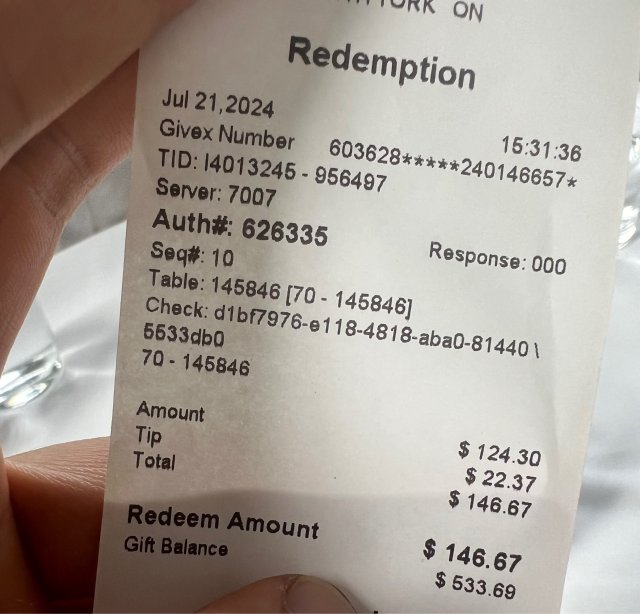 YORK ON
Redemption
Jul 21,2024 15:31:36
Givex Number 603628*****240146657*
TID: I4013245 - 956497
Server: 7007
Auth#: 626335 Response: 000
Seq#: 10
Table: 145846 [70 - 145846]
Check: d1bf7976-e118-4818-aba0-81440 \
5533db0
70 - 145846
Amount $ 124.30
Tip $ 22.37
Total $ 146.67
Redeem Amount $ 146.67
Gift Balance $ 533.69